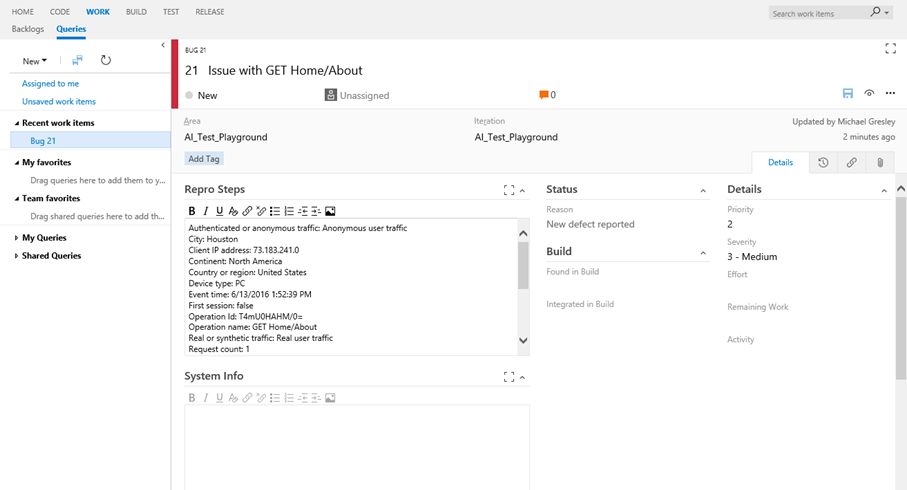 HOME CODE WORK BUILD TEST RELEASE
Search work items
Backlogs Queries
New
Assigned to me
Unsaved work items
Recent work items
Bug 21
My favorites
Drag queries here to add them to y...
Team favorites
Drag shared queries here to add th...
My Queries
Shared Queries
BUG 21
21 Issue with GET Home/About
New
Unassigned
0
Area
AI_Test_Playground
Iteration
AI_Test_Playground
Updated by Michael Gresley
2 minutes ago
Add Tag
Details
Repro Steps
B I U
Authenticated or anonymous traffic: Anonymous user traffic
City: Houston
Client IP address: 73.183.241.0
Continent: North America
Country or region: United States
Device type: PC
Event time: 6/13/2016 1:52:39 PM
First session: false
Operation Id: T4mU0HAHM/0=
Operation name: GET Home/About
Real or synthetic traffic: Real user traffic
Request count: 1
System Info
B I U
Status
Reason
New defect reported
Build
Found in Build
Integrated in Build
Details
Priority
2
Severity
3 - Medium
Effort
Remaining Work
Activity